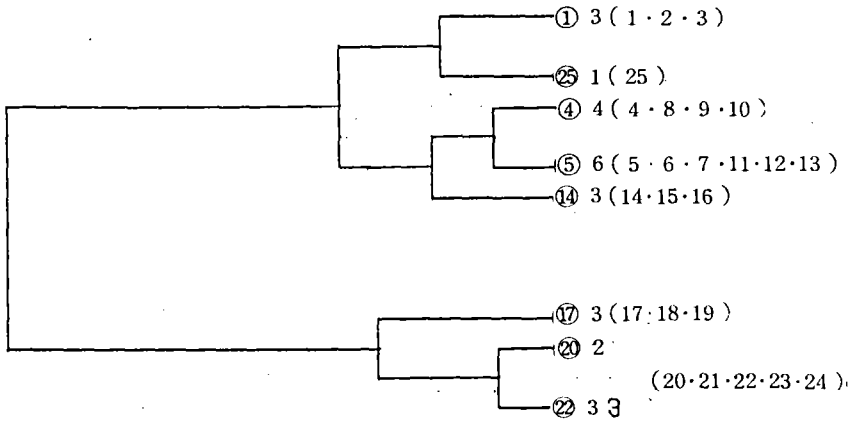 ① 3 ( 1 · 2 · 3 )
㉕ 1 ( 25 )
④ 4 ( 4 · 8 · 9 · 10 )
⑤ 6 ( 5 · 6 · 7 · 11 · 12 · 13 )
⑭ 3 ( 14 · 15 · 16 )
⑰ 3 ( 17 · 18 · 19 )
⑳ 2
( 20 · 21 · 22 · 23 · 24 )
㉒ 3 3